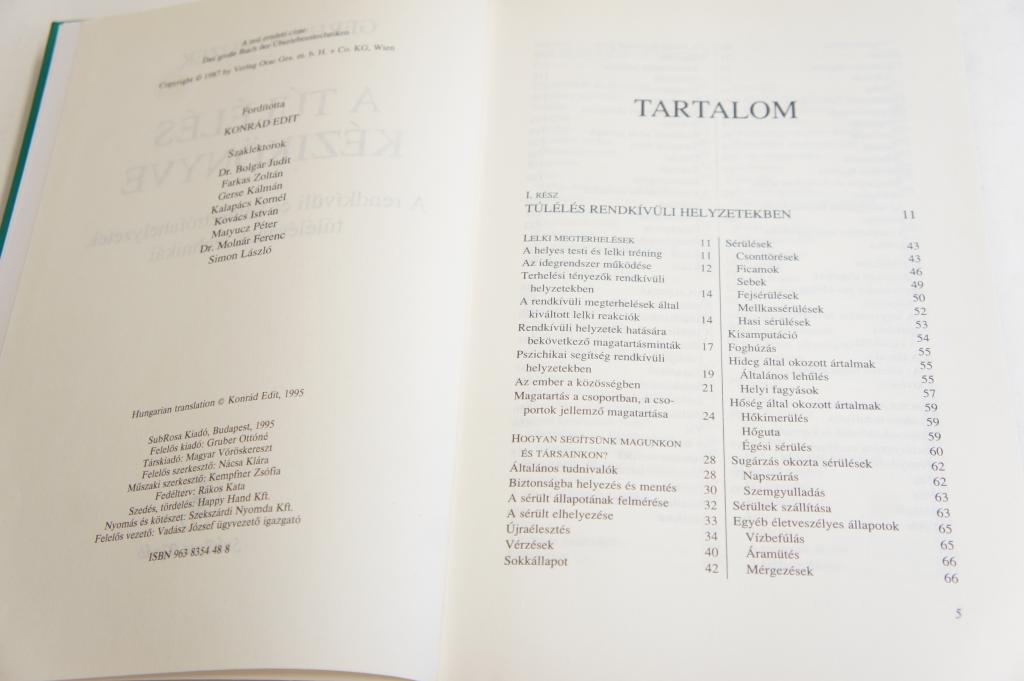 A mű eredeti címe:
Das große Buch der Überlebenstechniken
Copyright © 1987 by Verlag Orac Ges. m. b. H. + Co. KG, Wien
Fordította
KONRÁD EDIT
Szaklektorok
Dr. Bolgár Judit
Farkas Zoltán
Gerse Kálmán
Kalapács Kornél
Kovács István
Matyucz Péter
Dr. Molnár Ferenc
Simon László
Hungarian translation © Konrád Edit, 1995
SubRosa Kiadó, Budapest, 1995
Felelős kiadó: Gruber Ottóné
Társkiadó: Magyar Vöröskereszt
Felelős szerkesztő: Nácsa Klára
Műszaki szerkesztő: Kempfner Zsófia
Fedélterv: Rákos Kata
Szedés, tördelés: Happy Hand Kft.
Nyomás és kötészet: Szekszárdi Nyomda Kft.
Felelős vezető: Vadász József ügyvezető igazgató
ISBN 963 8354 48 8
TARTALOM
I. RÉSZ
TÚLÉLÉS RENDKÍVÜLI HELYZETEKBEN 11
LELKI MEGTERHELÉSEK 11
A helyes testi és lelki tréning 11
Az idegrendszer működése 12
Terhelési tényezők rendkívüli
helyzetekben 14
A rendkívüli megterhelések által
kiváltott lelki reakciók 14
Rendkívüli helyzetek hatására
bekövetkező magatartásminták 17
Pszichikai segítség rendkívüli
helyzetekben 19
Az ember a közösségben 21
Magatartás a csoportban, a cso-
portok jellemző magatartása 24
HOGYAN SEGÍTSÜNK MAGUNKON
ÉS TÁRSAINKON? 28
Általános tudnivalók 28
Biztonságba helyezés és mentés 30
A sérült állapotának felmérése 32
A sérült elhelyezése 33
Újraélesztés 34
Vérzések 40
Sokkállapot 42
Sérülések 43
Csonttörések 43
Ficamok 46
Sebek 49
Fejsérülések 50
Mellkassérülések 52
Hasi sérülések 53
Kisamputáció 54
Foghúzás 55
Hideg által okozott ártalmak 55
Általános lehűlés 55
Helyi fagyások 57
Hőség által okozott ártalmak 59
Hőkimerülés 59
Hőguta 59
Égési sérülés 60
Sugárzás okozta sérülések 62
Napszúrás 62
Szemgyulladás 63
Sérültek szállítása 63
Egyéb életveszélyes állapotok 65
Vízbefúlás 65
Áramütés 66
Mérgezések 66
5